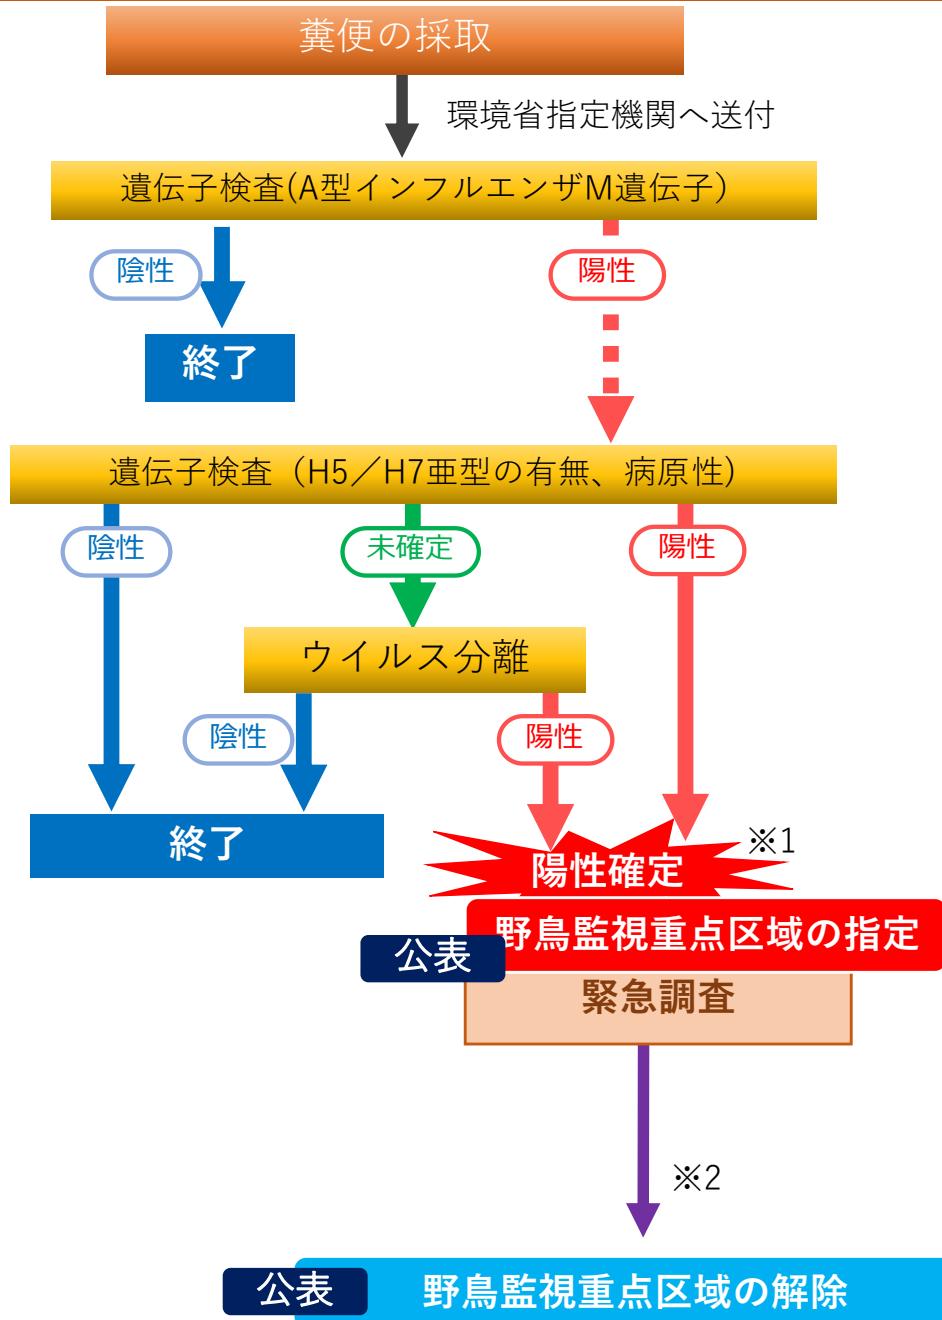 糞便の採取
環境省指定機関へ送付
遺伝子検査(A型インフルエンザM遺伝子)
陰性
陽性
終了
遺伝子検査（H5／H7亜型の有無、病原性)
陰性
未確定
陽性
ウイルス分離
陰性
陽性
終了
※1
陽性確定
野鳥監視重点区域の指定
公表
緊急調査
※2
公表
野鳥監視重点区域の解除